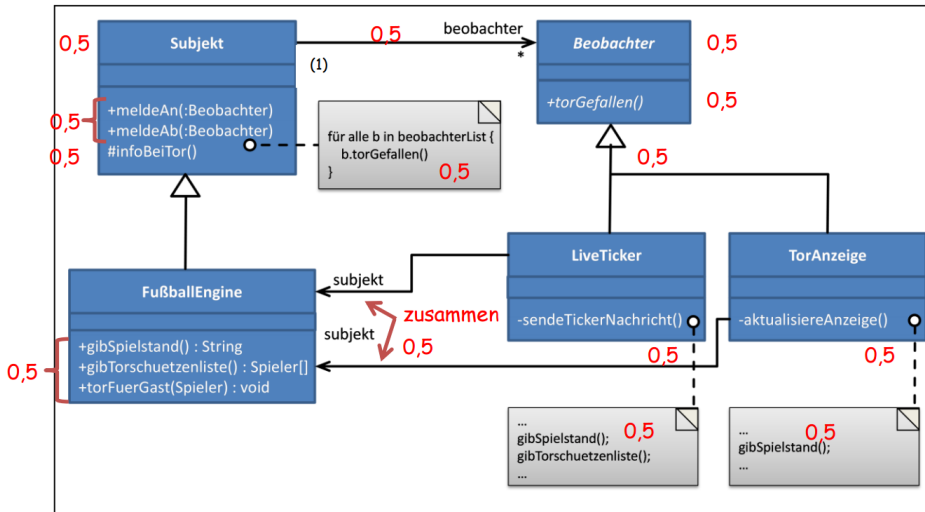 0,5
Subjekt
0,5
beobachter
*
(1)
Beobachter
0,5
0,5
+meldeAn(:Beobachter)
+meldeAb(:Beobachter)
0,5
#infoBeiTor()
für alle b in beobachterList {
b.torGefallen()
}
0,5
+torGefallen()
0,5
0,5
FußballEngine
subjekt
subjekt
zusammen
0,5
LiveTicker
-sendeTickerNachricht()
0,5
TorAnzeige
-aktualisiereAnzeige()
0,5
0,5
+gibSpielstand() : String
+gibTorschuetzenliste() : Spieler[]
+torFuerGast(Spieler) : void
...
gibSpielstand();
gibTorschuetzenliste();
...
0,5
...
gibSpielstand();
...
0,5